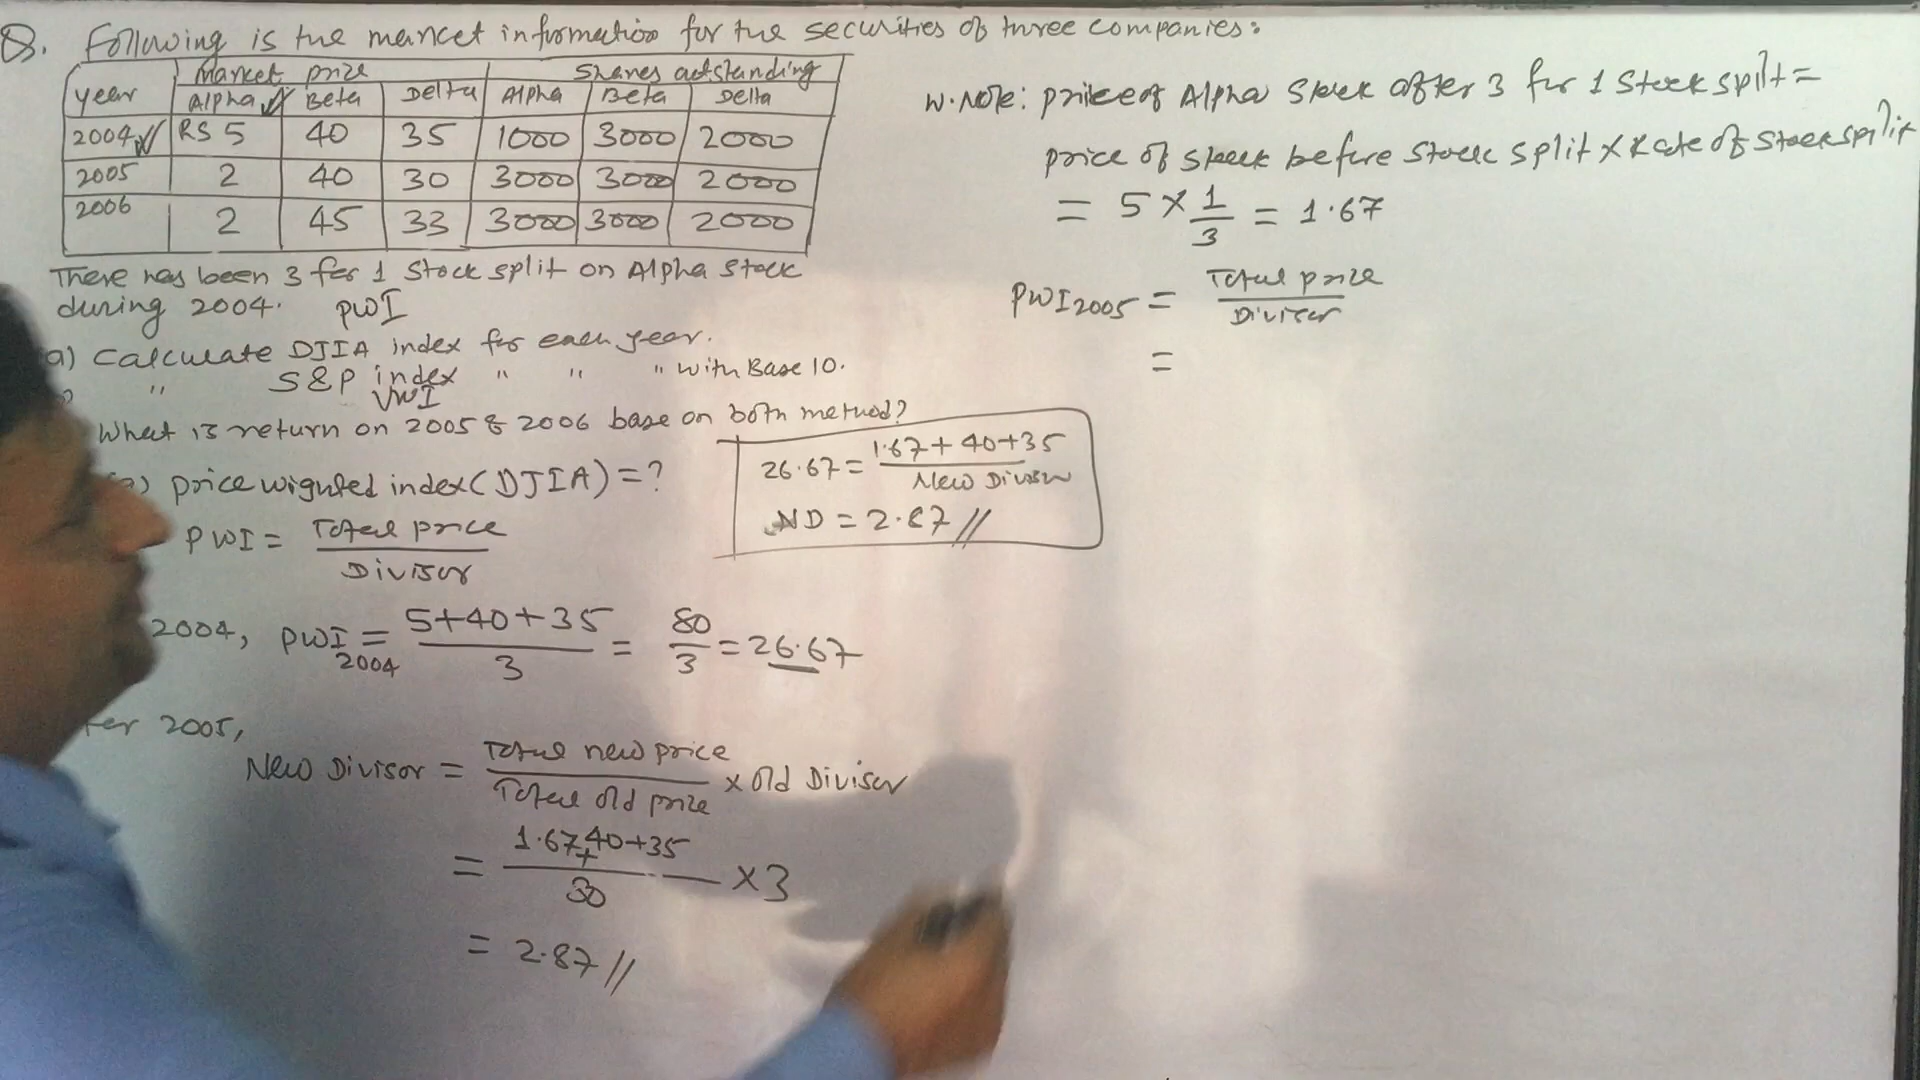 Q. Following is the market information for the securities of three companies:
year Market price Shares outstanding
Alpha Beta Delta Alpha Beta Delta
2004 RS 5 40 35 1000 3000 2000
2005 2 40 30 3000 3000 2000
2006 2 45 33 3000 3000 2000
There has been 3 for 1 Stock split on Alpha Stock
during 2004. PWI
a) Calculate DJIA index for each year.
" S&P index " " " with Base 10.
VWI
What is return on 2005 & 2006 base on both method?
a) price wighted index (DJIA) = ?
PWI = Total price / Divisor
2004, PWI 2004 = 5+40+35 / 3 = 80 / 3 = 26.67
26.67 = 1.67 + 40+35 / New Divisor
ND = 2.87 //
2005,
New Divisor = Total new price / Total old price × old Divisor
= 1.67+40+35 / 80 × 3
= 2.87 //
W.Note: price of Alpha Stock after 3 for 1 Stock split =
price of stock before stock split × Rate of Stock split
= 5 × 1/3 = 1.67
PWI 2005 = Total price / Divisor
=